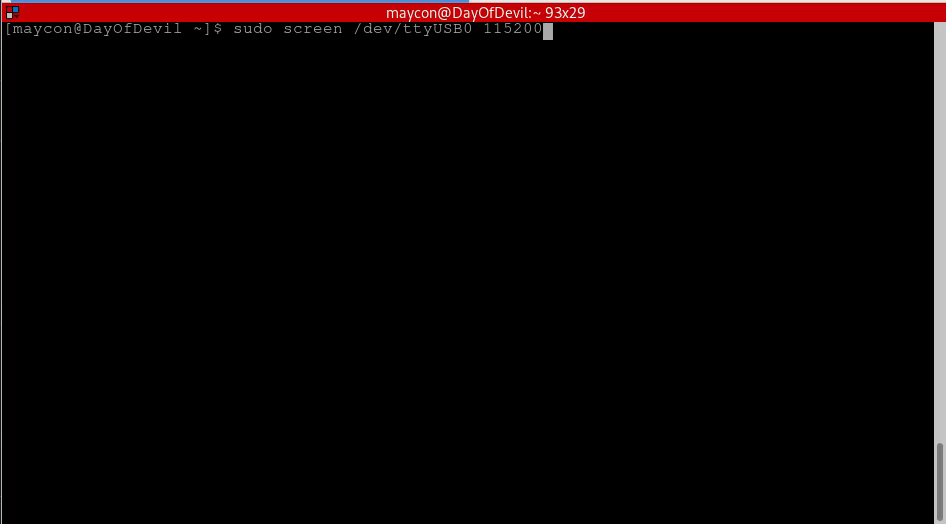 maycon@DayOfDevil:~ 93x29
[maycon@DayOfDevil ~]$ sudo screen /dev/ttyUSB0 115200